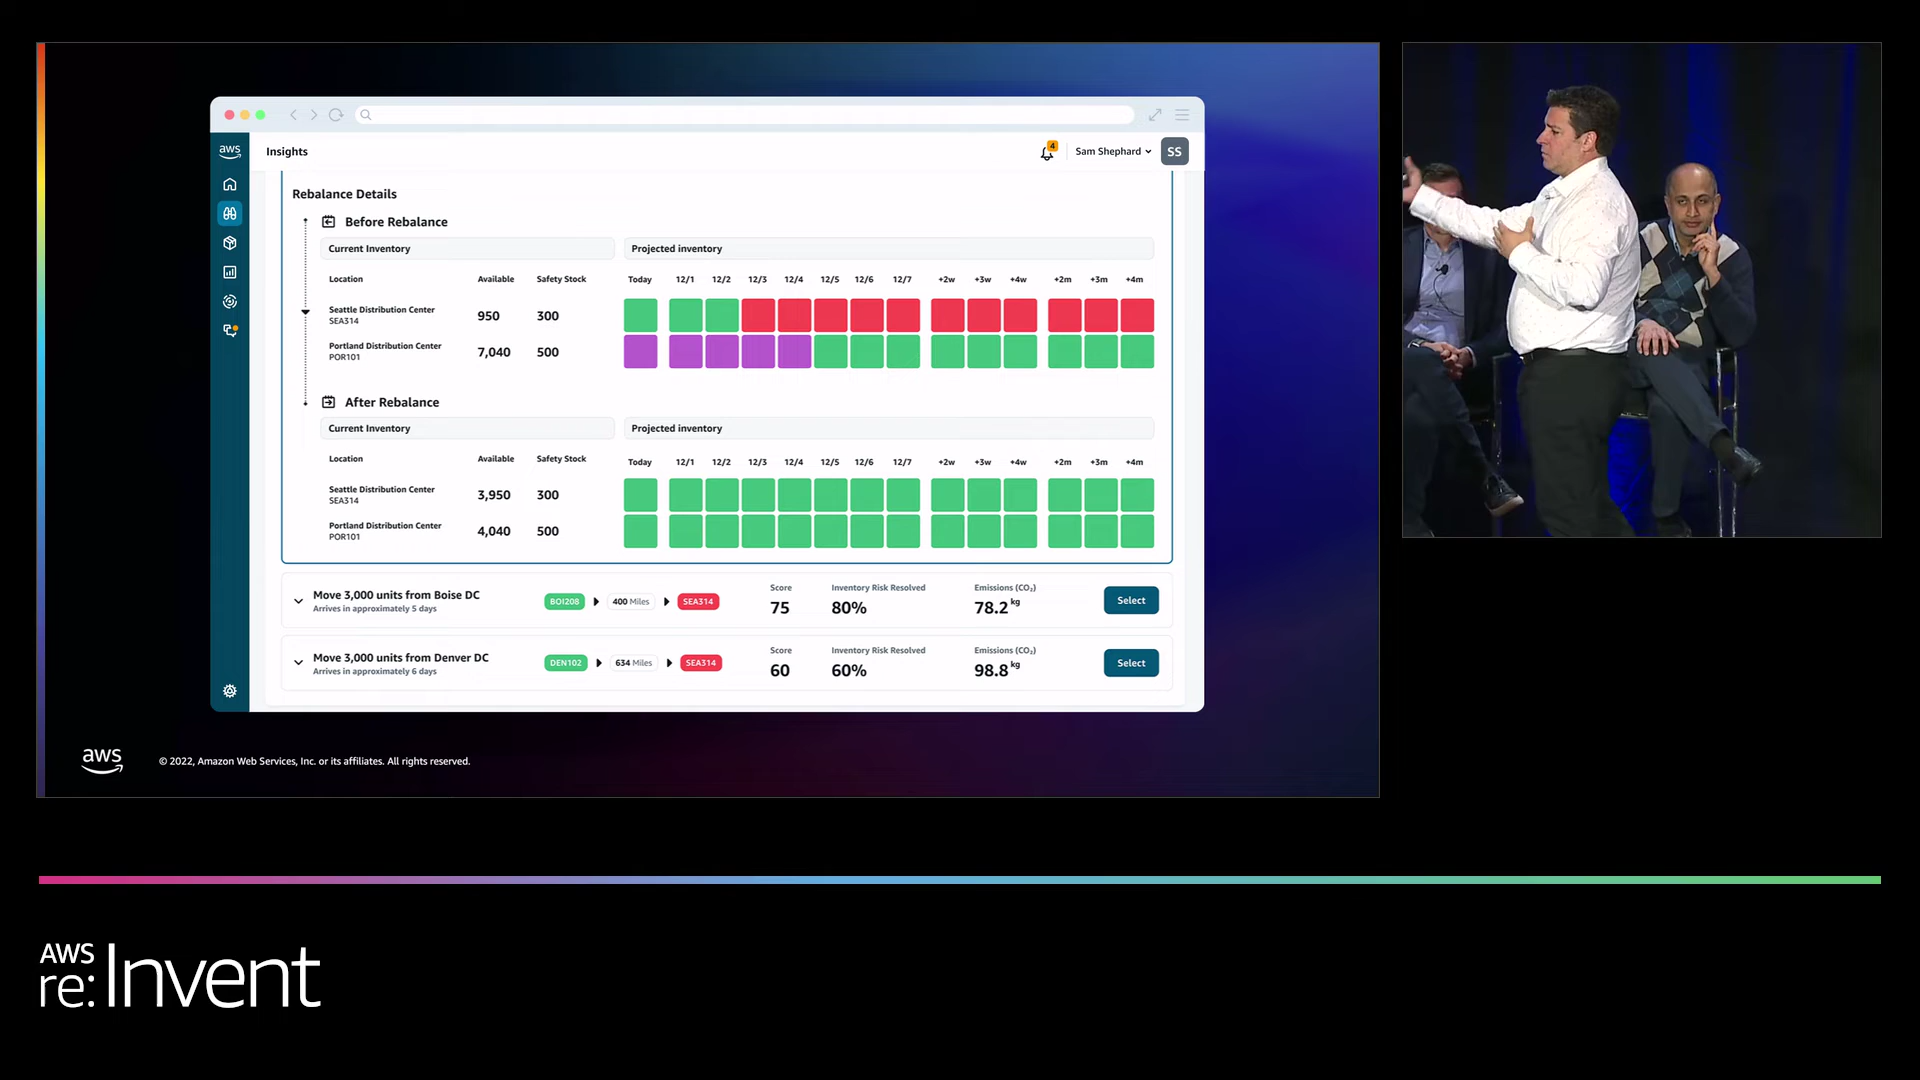 aws
Insights
4
Sam Shephard
SS
Rebalance Details
Before Rebalance
Current Inventory
Projected inventory
Location Available Safety Stock Today 12/1 12/2 12/3 12/4 12/5 12/6 12/7 +2w +3w +4w +2m +3m +4m
Seattle Distribution Center 950 300
SEA314
Portland Distribution Center 7,040 500
POR101
After Rebalance
Current Inventory
Projected inventory
Location Available Safety Stock Today 12/1 12/2 12/3 12/4 12/5 12/6 12/7 +2w +3w +4w +2m +3m +4m
Seattle Distribution Center 3,950 300
SEA314
Portland Distribution Center 4,040 500
POR101
Move 3,000 units from Boise DC
Arrives in approximately 5 days
BOI208 400 Miles SEA314
Score Inventory Risk Resolved Emissions (CO₂)
75 80% 78.2 kg
Select
Move 3,000 units from Denver DC
Arrives in approximately 6 days
DEN102 634 Miles SEA314
Score Inventory Risk Resolved Emissions (CO₂)
60 60% 98.8 kg
Select
aws
© 2022, Amazon Web Services, Inc. or its affiliates. All rights reserved.
AWS
re:Invent